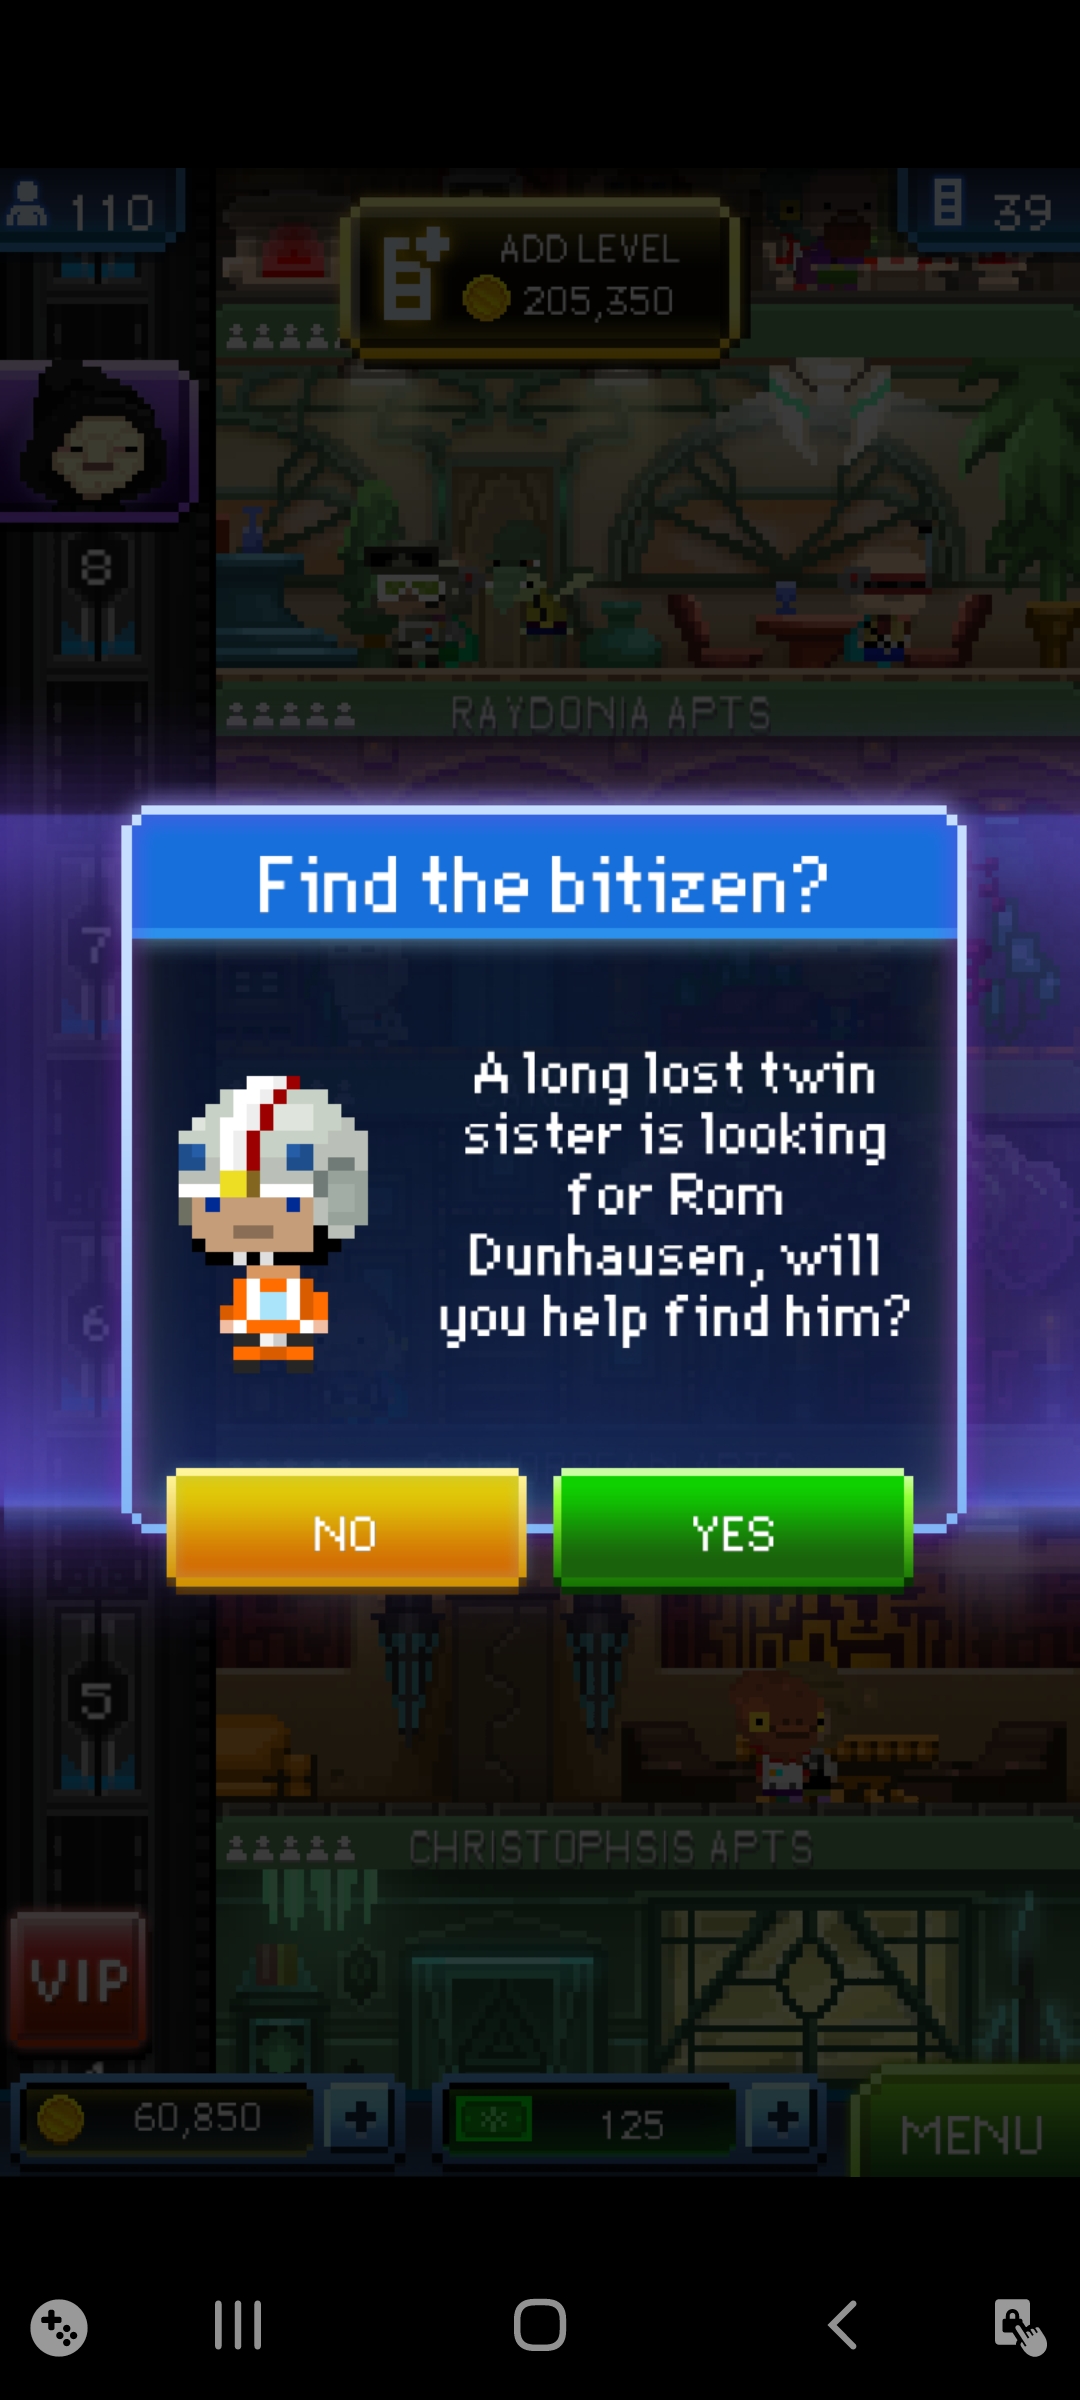 110
ADD LEVEL
205,350
39
8
RAYDONIA APTS
Find the bitizen?
7
A long lost twin
sister is looking
for Rom
Dunhausen, will
you help find him?
6
NO
YES
5
CHRISTOPHSIS APTS
VIP
60,850
125
MENU